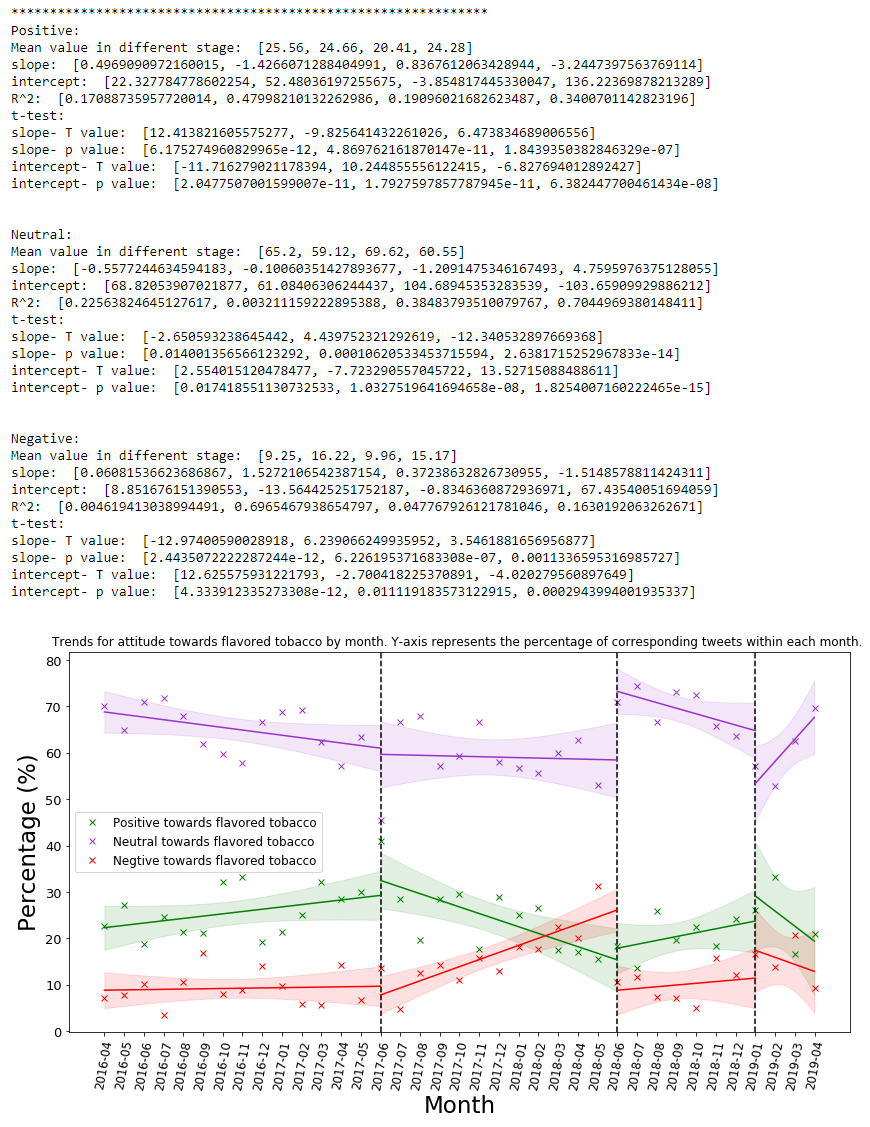 ************************************************************
Positive:
Mean value in different stage:  [25.56, 24.66, 20.41, 24.28]
slope:  [0.4969090972160015, -1.4266071288404991, 0.8367612063428944, -3.2447397563769114]
intercept:  [22.327784778602254, 52.48036197255675, -3.854817445330047, 136.22369878213289]
R^2:  [0.17088735957720014, 0.47998210132262986, 0.19096021682623487, 0.3400701142823196]
t-test:
slope- T value:  [12.413821605575277, -9.825641432261026, 6.473834689006556]
slope- p value:  [6.175274960829965e-12, 4.869762161870147e-11, 1.8439350382846329e-07]
intercept- T value:  [-11.716279021178394, 10.244855556122415, -6.827694012892427]
intercept- p value:  [2.0477507001599007e-11, 1.7927597857787945e-11, 6.382447700461434e-08]
Neutral:
Mean value in different stage:  [65.2, 59.12, 69.62, 60.55]
slope:  [-0.5577244634594183, -0.10060351427893677, -1.2091475346167493, 4.7595976375128055]
intercept:  [68.82053907021877, 61.08406306244437, 104.68945353283539, -103.65909929886212]
R^2:  [0.22563824645127617, 0.003211159222895388, 0.38483793510079767, 0.7044969380148411]
t-test:
slope- T value:  [-2.650593238645442, 4.439752321292619, -12.340532897669368]
slope- p value:  [0.014001356566123292, 0.00010620533453715594, 2.6381715252967833e-14]
intercept- T value:  [2.554015120478477, -7.723290557045722, 13.52715088488611]
intercept- p value:  [0.017418551130732533, 1.0327519641694658e-08, 1.8254007160222465e-15]
Negative:
Mean value in different stage:  [9.25, 16.22, 9.96, 15.17]
slope:  [0.06081536623686867, 1.5272106542387154, 0.37238632826730955, -1.5148578811424311]
intercept:  [8.851676151390553, -13.564425251752187, -0.8346360872936971, 67.43540051694059]
R^2:  [0.004619413038994491, 0.6965467938654797, 0.047767926121781046, 0.1630192063262671]
t-test:
slope- T value:  [-12.97400590028918, 6.239066249935952, 3.5461881656956877]
slope- p value:  [2.4435072222287244e-12, 6.226195371683308e-07, 0.0011336595316985727]
intercept- T value:  [12.625575931221793, -2.700418225370891, -4.020279560897649]
intercept- p value:  [4.333912335273308e-12, 0.011119183573122915, 0.0002943994001935337]
Trends for attitude towards flavored tobacco by month. Y-axis represents the percentage of corresponding tweets within each month.
80
70
60
50
40
30
20
10
0
Percentage (%)
Positive towards flavored tobacco
Neutral towards flavored tobacco
Negtive towards flavored tobacco
2016-04
2016-05
2016-06
2016-07
2016-08
2016-09
2016-10
2016-11
2016-12
2017-01
2017-02
2017-03
2017-04
2017-05
2017-06
2017-07
2017-08
2017-09
2017-10
2017-11
2017-12
2018-01
2018-02
2018-03
2018-04
2018-05
2018-06
2018-07
2018-08
2018-09
2018-10
2018-11
2018-12
2019-01
2019-02
2019-03
2019-04
Month